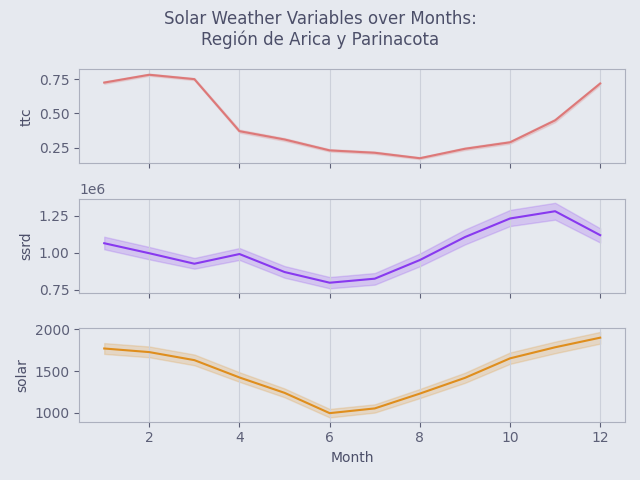 Solar Weather Variables over Months:
Región de Arica y Parinacota
0.75
0.50
0.25
ttc
1e6
1.25
1.00
0.75
ssrd
2000
1500
1000
solar
2 4 6 8 10 12
Month